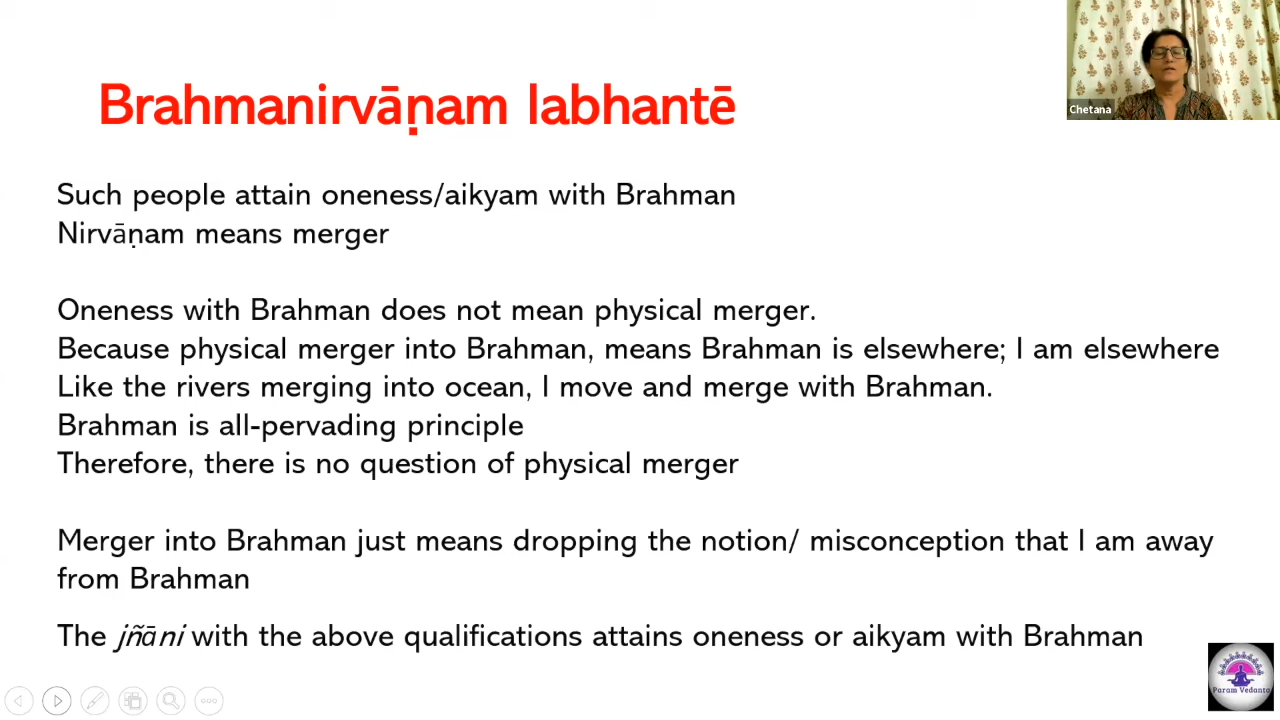 Brahmanirvāṇam labhantē
Chetana
Such people attain oneness/aikyam with Brahman
Nirvāṇam means merger
Oneness with Brahman does not mean physical merger.
Because physical merger into Brahman, means Brahman is elsewhere; I am elsewhere
Like the rivers merging into ocean, I move and merge with Brahman.
Brahman is all-pervading principle
Therefore, there is no question of physical merger
Merger into Brahman just means dropping the notion/ misconception that I am away
from Brahman
The jñāni with the above qualifications attains oneness or aikyam with Brahman
Param Vedanta